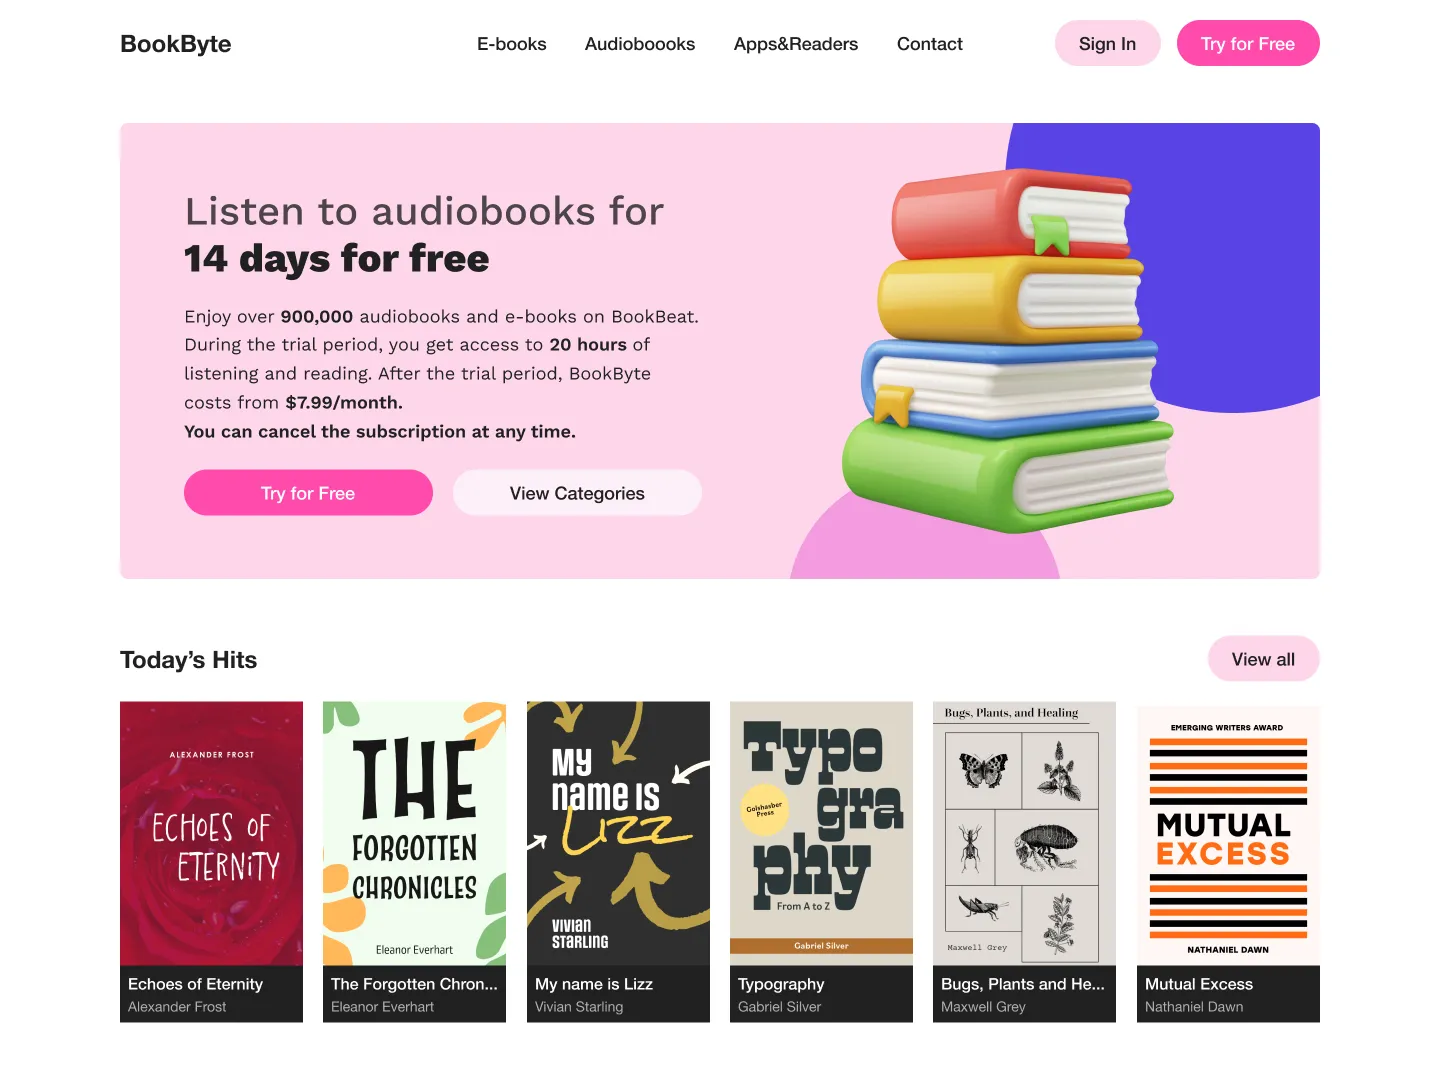 BookByte
E-books Audioboooks Apps&Readers Contact Sign In Try for Free
Listen to audiobooks for
14 days for free
Enjoy over 900,000 audiobooks and e-books on BookBeat.
During the trial period, you get access to 20 hours of
listening and reading. After the trial period, BookByte
costs from $7.99/month.
You can cancel the subscription at any time.
Try for Free View Categories
Today’s Hits
View all
ALEXANDER FROST
ECHOES OF
ETERNITY
Echoes of Eternity
Alexander Frost
THE
FORGOTTEN
CHRONICLES
Eleanor Everhart
The Forgotten Chron...
Eleanor Everhart
My
name is
Lizz
VIVIAN
STARLING
My name is Lizz
Vivian Starling
Typo
gra
phy
Golshasber
Press
From A to Z
Gabriel Silver
Typography
Gabriel Silver
Bugs, Plants, and Healing
Maxwell Grey
Bugs, Plants and He...
Maxwell Grey
EMERGING WRITERS AWARD
MUTUAL
EXCESS
NATHANIEL DAWN
Mutual Excess
Nathaniel Dawn